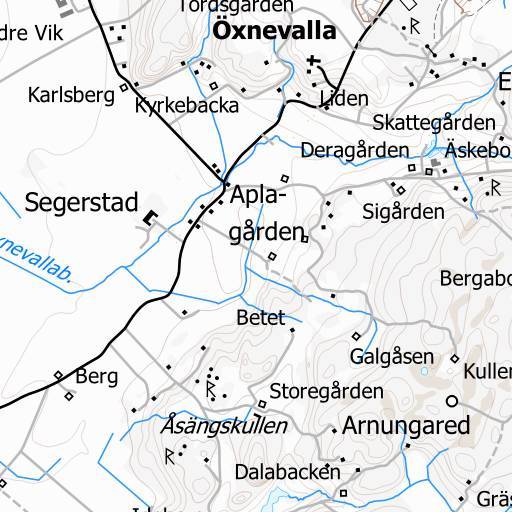 Tordsgården
Öxnevalla
dre Vik
Karlsberg
Kyrkebacka
Liden
Skattegården
Deragården
Äskebo
Segerstad
Apla-
gården
Sigården
Bergabo
Betet
Galgåsen
Kullen
Berg
Storegården
Åsängskullen
Arnungared
Dalabacken
Gräs